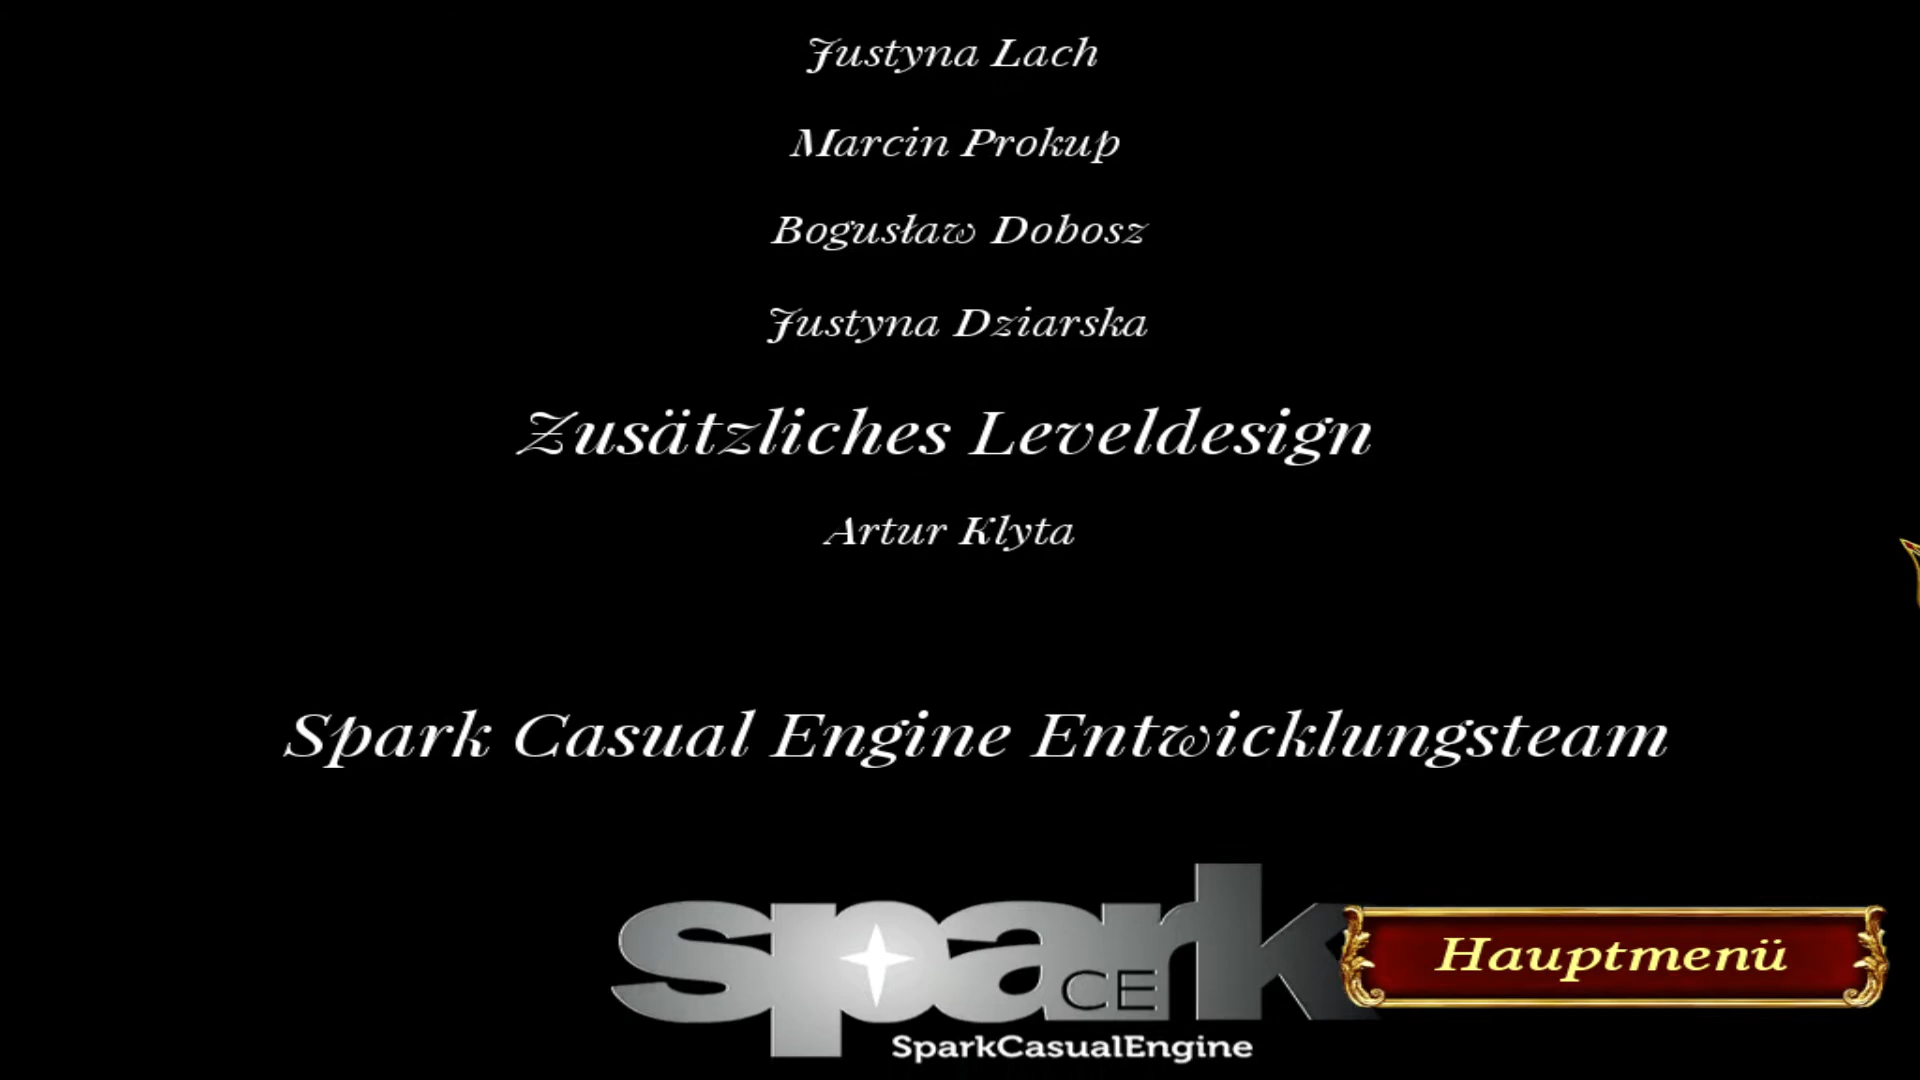 Justyna Lach
Marcin Prokup
Bogusław Dobosz
Justyna Dziarska
Zusätzliches Leveldesign
Artur Klyta
Spark Casual Engine Entwicklungsteam
spark
CE
Hauptmenü
SparkCasualEngine